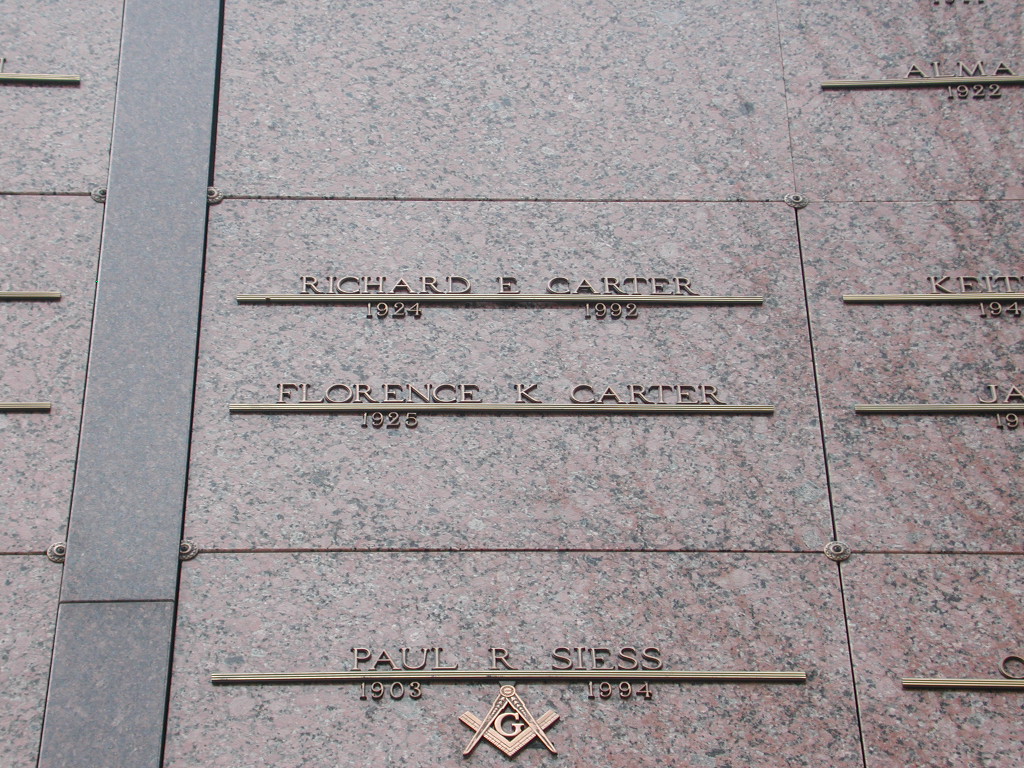 ALMA
1922
RICHARD E CARTER
1924 1992
FLORENCE K CARTER
1925
PAUL R SIESS
1903 1994
G